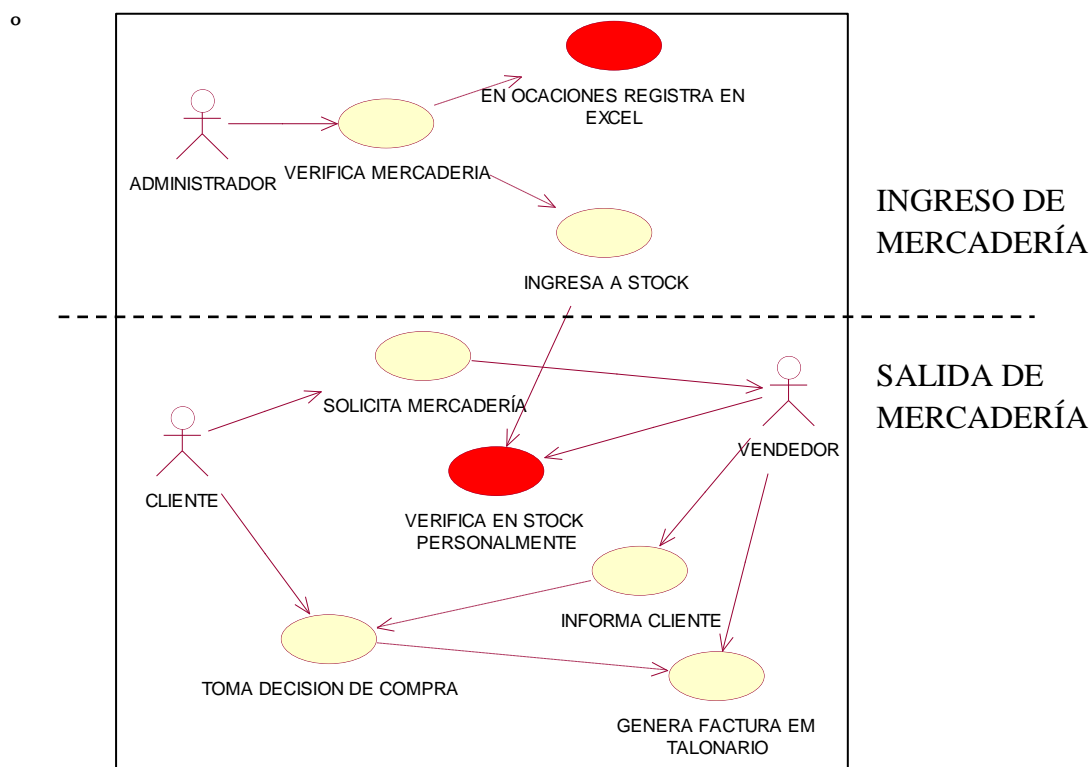 o
EN OCACIONES REGISTRA EN
EXCEL
ADMINISTRADOR
VERIFICA MERCADERIA
INGRESO DE
MERCADERÍA
INGRESA A STOCK
SALIDA DE
MERCADERÍA
SOLICITA MERCADERÍA
VENDEDOR
CLIENTE
VERIFICA EN STOCK
PERSONALMENTE
INFORMA CLIENTE
TOMA DECISION DE COMPRA
GENERA FACTURA EM
TALONARIO